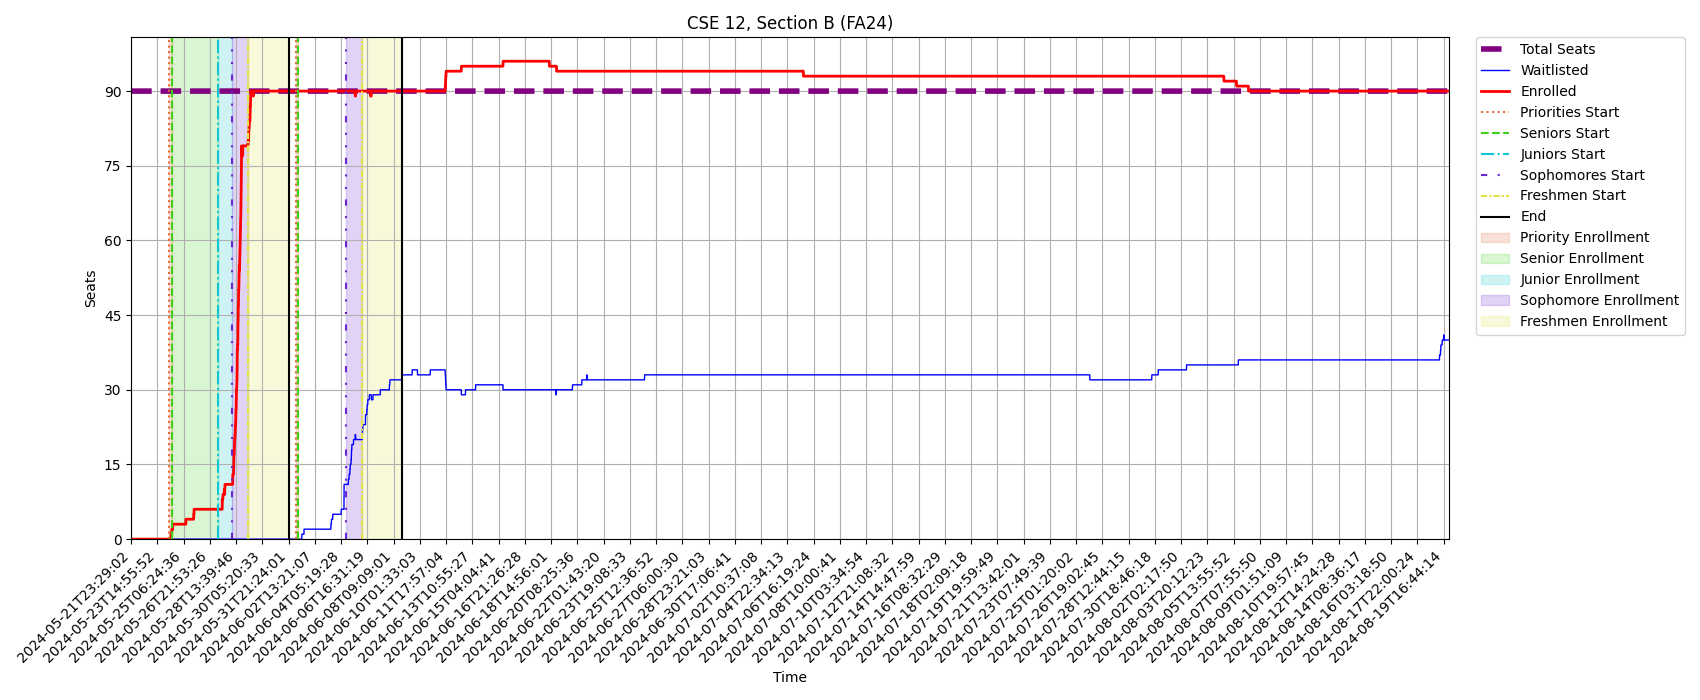 CSE 12, Section B (FA24)
Total Seats
Waitlisted
Enrolled
Priorities Start
Seniors Start
Juniors Start
Sophomores Start
Freshmen Start
End
Priority Enrollment
Senior Enrollment
Junior Enrollment
Sophomore Enrollment
Freshmen Enrollment
Seats
90
75
60
45
30
15
0
2024-05-21T23:29:02
2024-05-23T14:55:52
2024-05-25T06:24:36
2024-05-26T21:53:26
2024-05-28T13:39:46
2024-05-30T05:20:33
2024-05-31T21:24:01
2024-06-02T13:21:07
2024-06-04T05:19:28
2024-06-06T16:31:19
2024-06-08T09:09:01
2024-06-10T01:33:03
2024-06-11T17:57:04
2024-06-13T10:55:27
2024-06-15T04:04:41
2024-06-16T21:26:28
2024-06-18T14:56:01
2024-06-20T08:25:36
2024-06-22T01:43:20
2024-06-23T19:08:33
2024-06-25T12:36:52
2024-06-27T06:00:30
2024-06-28T23:21:03
2024-06-30T17:06:41
2024-07-02T10:37:08
2024-07-04T22:34:13
2024-07-06T16:19:24
2024-07-08T10:00:41
2024-07-10T03:34:54
2024-07-12T21:08:32
2024-07-14T14:47:59
2024-07-16T08:32:29
2024-07-18T02:09:18
2024-07-19T19:59:49
2024-07-21T13:42:01
2024-07-23T07:49:39
2024-07-25T01:20:02
2024-07-26T19:02:45
2024-07-28T12:44:15
2024-07-30T18:46:18
2024-08-02T02:17:50
2024-08-03T20:12:23
2024-08-05T13:55:52
2024-08-07T07:55:50
2024-08-09T01:51:09
2024-08-10T19:57:45
2024-08-12T14:24:28
2024-08-14T08:36:17
2024-08-16T03:18:50
2024-08-17T22:00:24
2024-08-19T16:44:14
Time